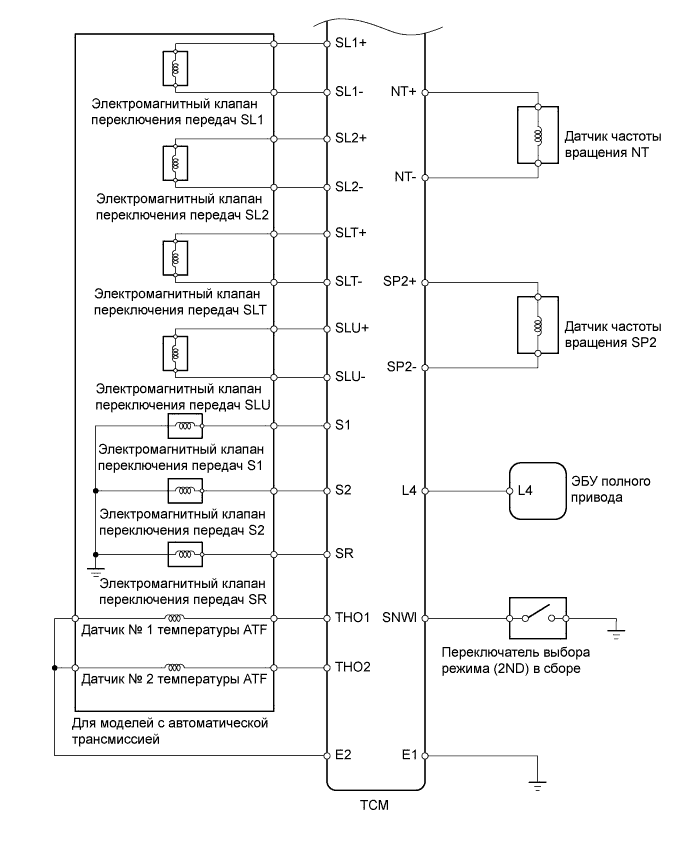 SL1+
Электромагнитный клапан
переключения передач SL1
SL1-
SL2+
Электромагнитный клапан
переключения передач SL2
SL2-
SLT+
Электромагнитный клапан
переключения передач SLT
SLT-
SLU+
Электромагнитный клапан
переключения передач SLU
SLU-
S1
Электромагнитный клапан
переключения передач S1
S2
Электромагнитный клапан
переключения передач S2
SR
Электромагнитный клапан
переключения передач SR
THO1
Датчик № 1 температуры ATF
THO2
Датчик № 2 температуры ATF
Для моделей с автоматической
трансмиссией
E2
NT+
Датчик частоты
вращения NT
NT-
SP2+
Датчик частоты
вращения SP2
SP2-
L4
L4
ЭБУ полного
привода
SNWI
Переключатель выбора
режима (2ND) в сборе
E1
TCM